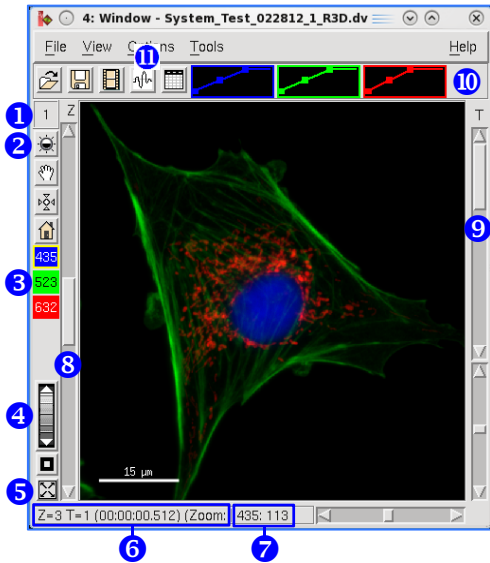 4: Window - System_Test_022812_1_R3D.dv
File View Options Tools Help
11
10
1 1 Z T
2
435
3 523
632
9
8
4
5
15 µm
Z=3 T=1 (00:00:00.512) (Zoom: 435: 113
6 7